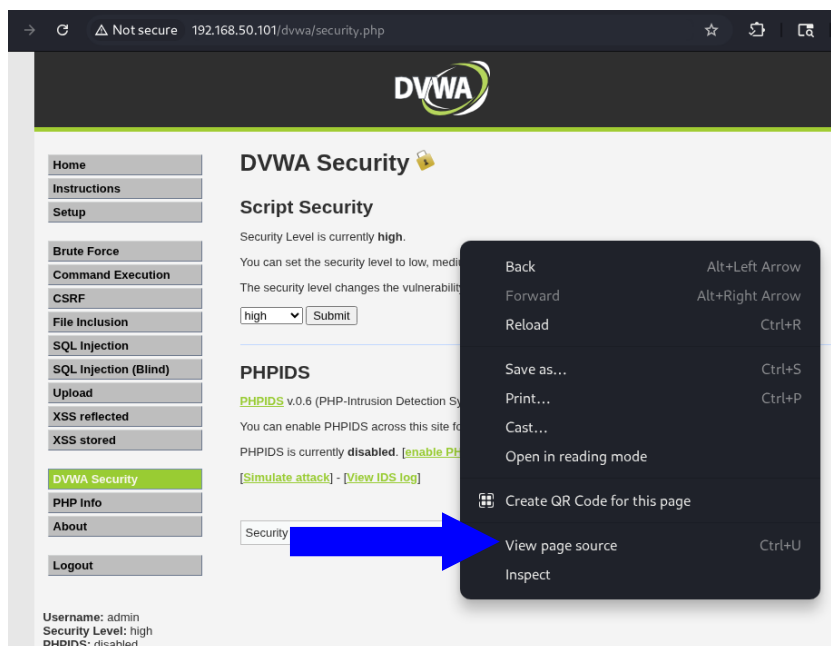 Not secure 192.168.50.101/dvwa/security.php
DVWA
Home
Instructions
Setup
Brute Force
Command Execution
CSRF
File Inclusion
SQL Injection
SQL Injection (Blind)
Upload
XSS reflected
XSS stored
DVWA Security
PHP Info
About
Logout
Username: admin
Security Level: high
PHPIDS: disabled
DVWA Security
Script Security
Security Level is currently high.
You can set the security level to low,
The security level changes the
high Submit
PHPIDS
PHPIDS v.0.6 (PHP-Intrusion Detection
You can enable PHPIDS across this site
PHPIDS is currently disabled. [enable
[Simulate attack] - [View IDS log]
Security
Back Alt+Left Arrow
Forward Alt+Right Arrow
Reload Ctrl+R
Save as... Ctrl+S
Print... Ctrl+P
Cast...
Open in reading mode
Create QR Code for this page
View page source Ctrl+U
Inspect